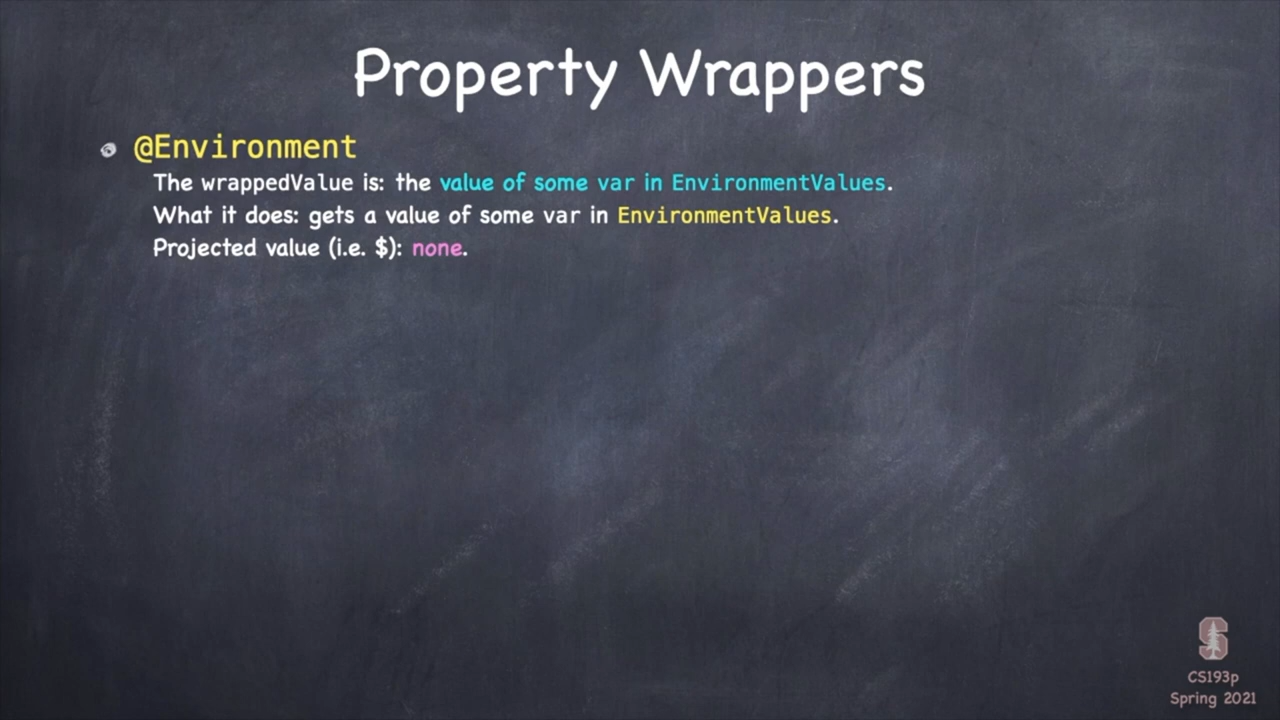 Property Wrappers
@Environment
The wrappedValue is: the value of some var in EnvironmentValues.
What it does: gets a value of some var in EnvironmentValues.
Projected value (i.e. $): none.
S
CS193p
Spring 2021